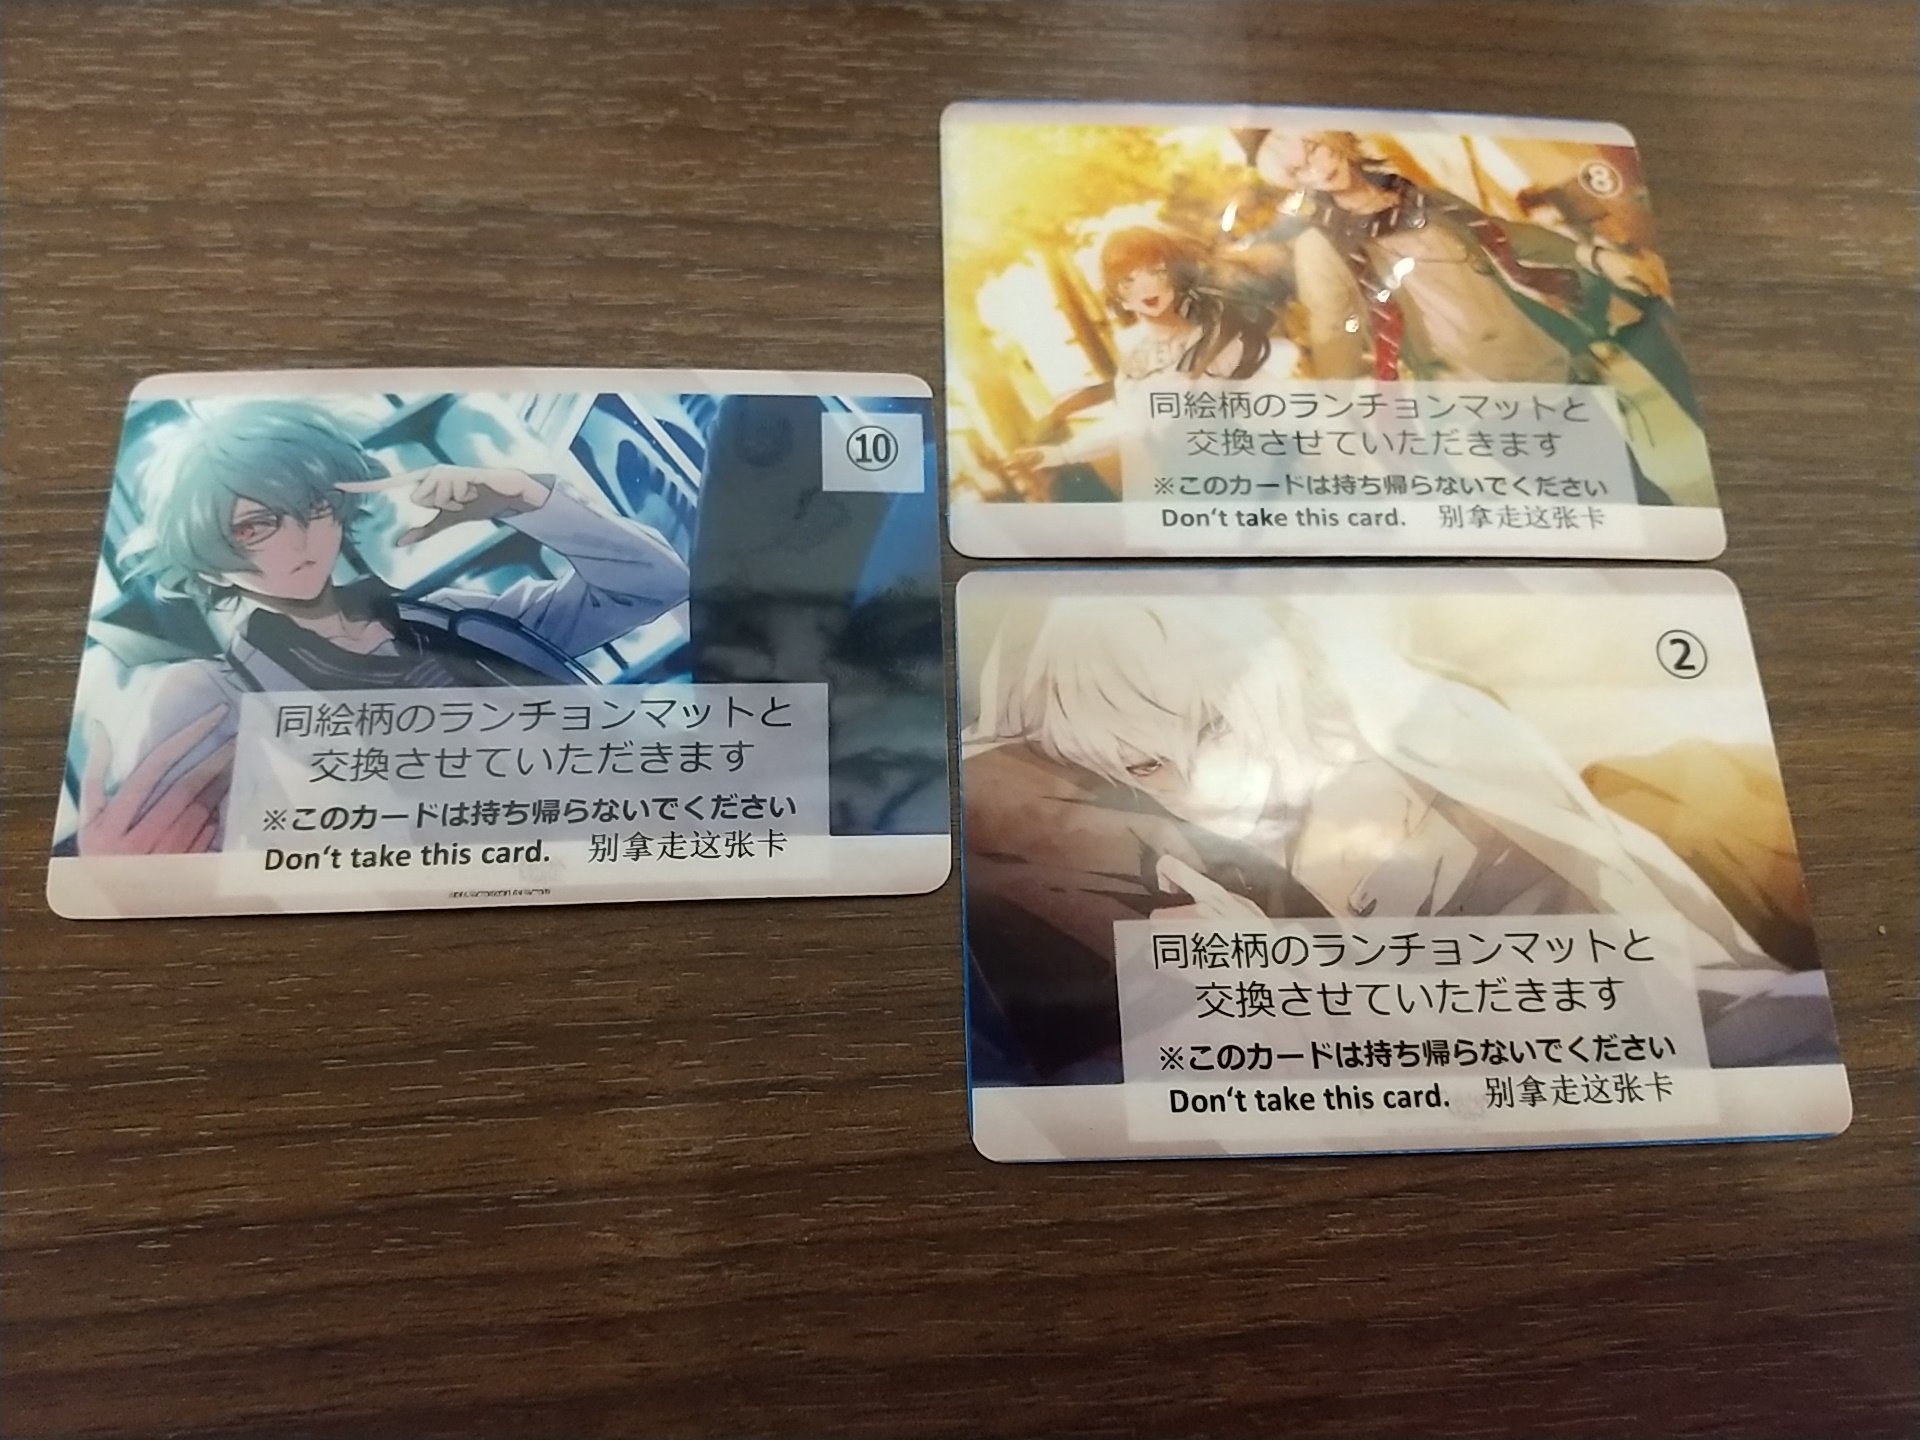 ⑩
同絵柄のランチョンマットと
交換させていただきます
※このカードは持ち帰らないでください
Don‘t take this card. 别拿走这张卡
⑧
同絵柄のランチョンマットと
交換させていただきます
※このカードは持ち帰らないでください
Don‘t take this card. 别拿走这张卡
②
同絵柄のランチョンマットと
交換させていただきます
※このカードは持ち帰らないでください
Don‘t take this card. 别拿走这张卡